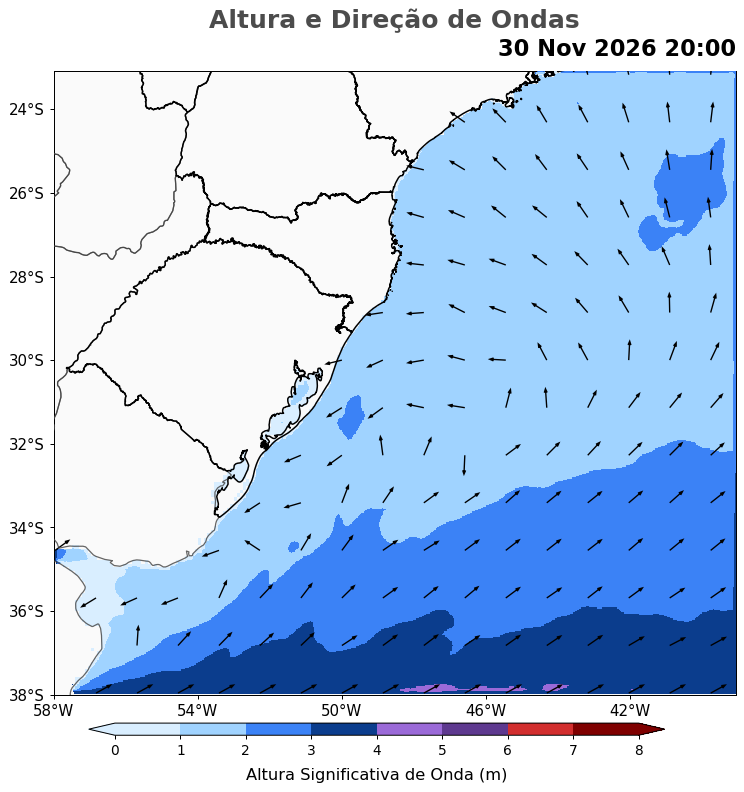 Altura e Direção de Ondas
30 Nov 2026 20:00
24°S
26°S
28°S
30°S
32°S
34°S
36°S
38°S
58°W 54°W 50°W 46°W 42°W
0 1 2 3 4 5 6 7 8
Altura Significativa de Onda (m)